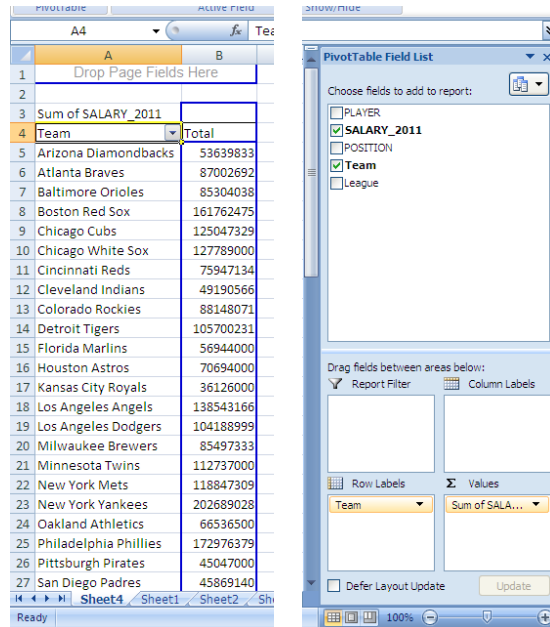 PivotTable
Active Field
Show/Hide
A4
fx
Tea
A
B
1 Drop Page Fields Here
2
3 Sum of SALARY_2011
4 Team Total
5 Arizona Diamondbacks 53639833
6 Atlanta Braves 87002692
7 Baltimore Orioles 85304038
8 Boston Red Sox 161762475
9 Chicago Cubs 125047329
10 Chicago White Sox 127789000
11 Cincinnati Reds 75947134
12 Cleveland Indians 49190566
13 Colorado Rockies 88148071
14 Detroit Tigers 105700231
15 Florida Marlins 56944000
16 Houston Astros 70694000
17 Kansas City Royals 36126000
18 Los Angeles Angels 138543166
19 Los Angeles Dodgers 104188999
20 Milwaukee Brewers 85497333
21 Minnesota Twins 112737000
22 New York Mets 118847309
23 New York Yankees 202689028
24 Oakland Athletics 66536500
25 Philadelphia Phillies 172976379
26 Pittsburgh Pirates 45047000
27 San Diego Padres 45869140
Sheet4 Sheet1 Sheet2 Sh
Ready
PivotTable Field List
Choose fields to add to report:
PLAYER
SALARY_2011
POSITION
Team
League
Drag fields between areas below:
Report Filter Column Labels
Row Labels Σ Values
Team Sum of SALA...
Defer Layout Update Update
100%